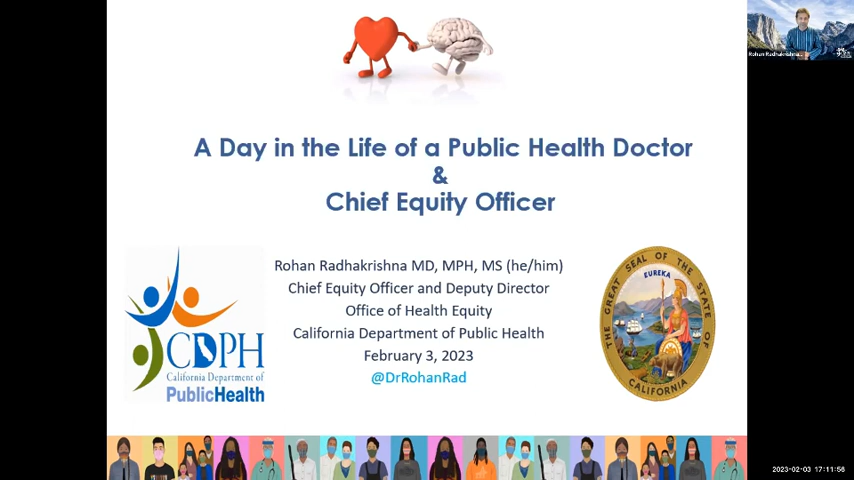 A Day in the Life of a Public Health Doctor
&
Chief Equity Officer
Rohan Radhakrishna MD, MPH, MS (he/him)
Chief Equity Officer and Deputy Director
Office of Health Equity
California Department of Public Health
February 3, 2023
@DrRohanRad
CDPH
California Department of
PublicHealth
THE GREAT SEAL OF THE STATE OF CALIFORNIA
EUREKA
Rohan Radhakrishna...
2023-02-03 17:11:56